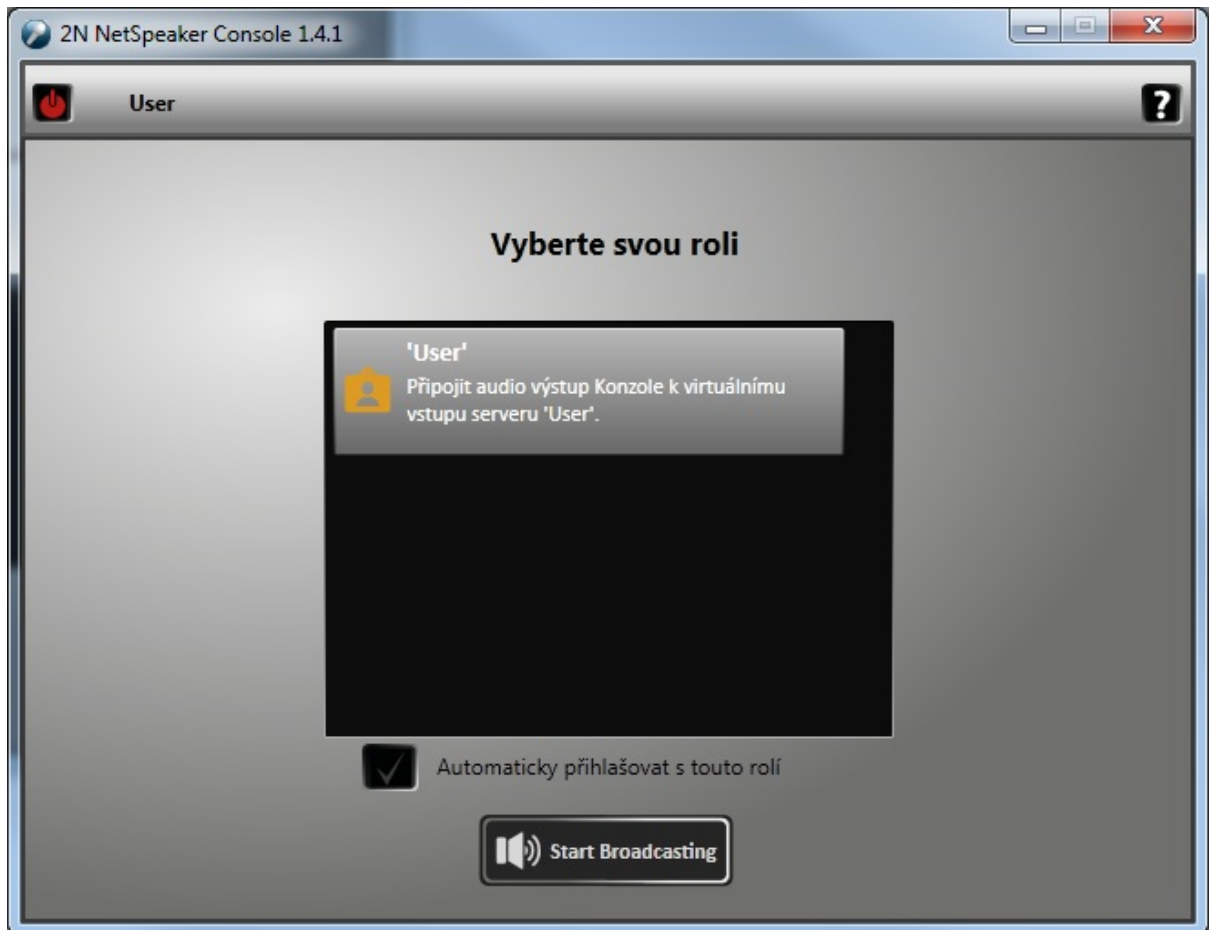 2N NetSpeaker Console 1.4.1
User
?
Vyberte svou roli
'User'
Připojit audio výstup Konzole k virtuálnímu
vstupu serveru 'User'.
Automaticky přihlašovat s touto rolí
Start Broadcasting